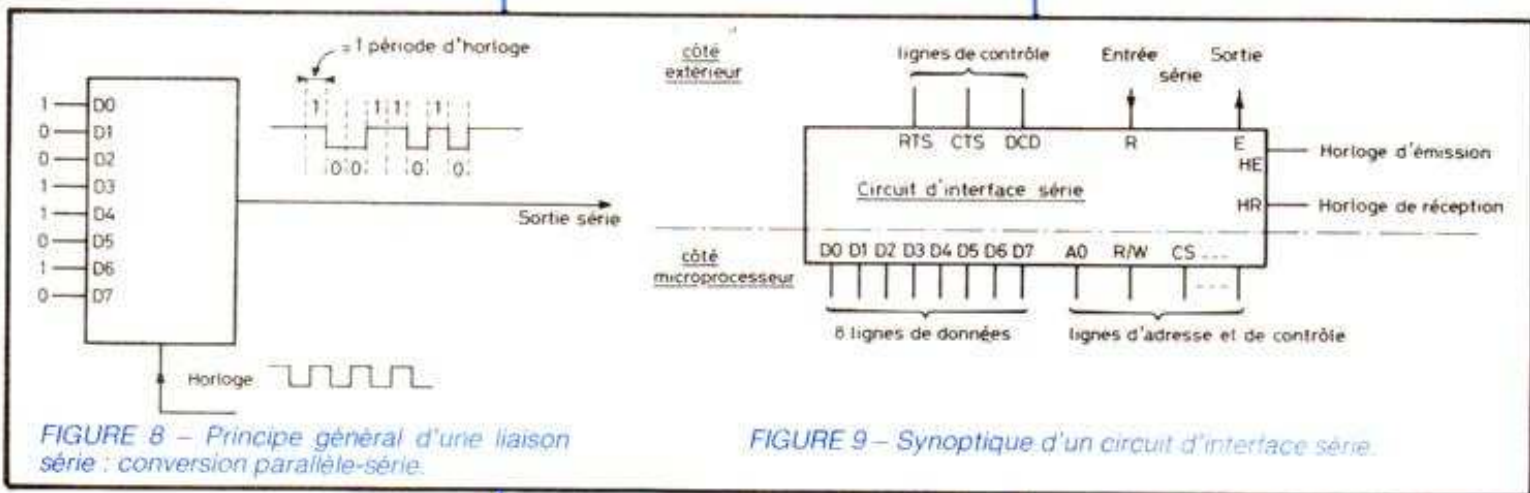 = 1 période d'horloge
1 1 1 1
0 0 0 0
1 D0
0 D1
0 D2
1 D3
1 D4
0 D5
1 D6
0 D7
Sortie série
Horloge
FIGURE 8 – Principe général d'une liaison
série : conversion parallèle-série.
côté
extérieur
lignes de contrôle
Entrée Sortie
série
RTS CTS DCD R E
HE Horloge d'émission
Circuit d'interface série
HR Horloge de réception
côté
microprocesseur
D0 D1 D2 D3 D4 D5 D6 D7 A0 R/W CS ...
8 lignes de données
lignes d'adresse et de contrôle
FIGURE 9 – Synoptique d'un circuit d'interface série.